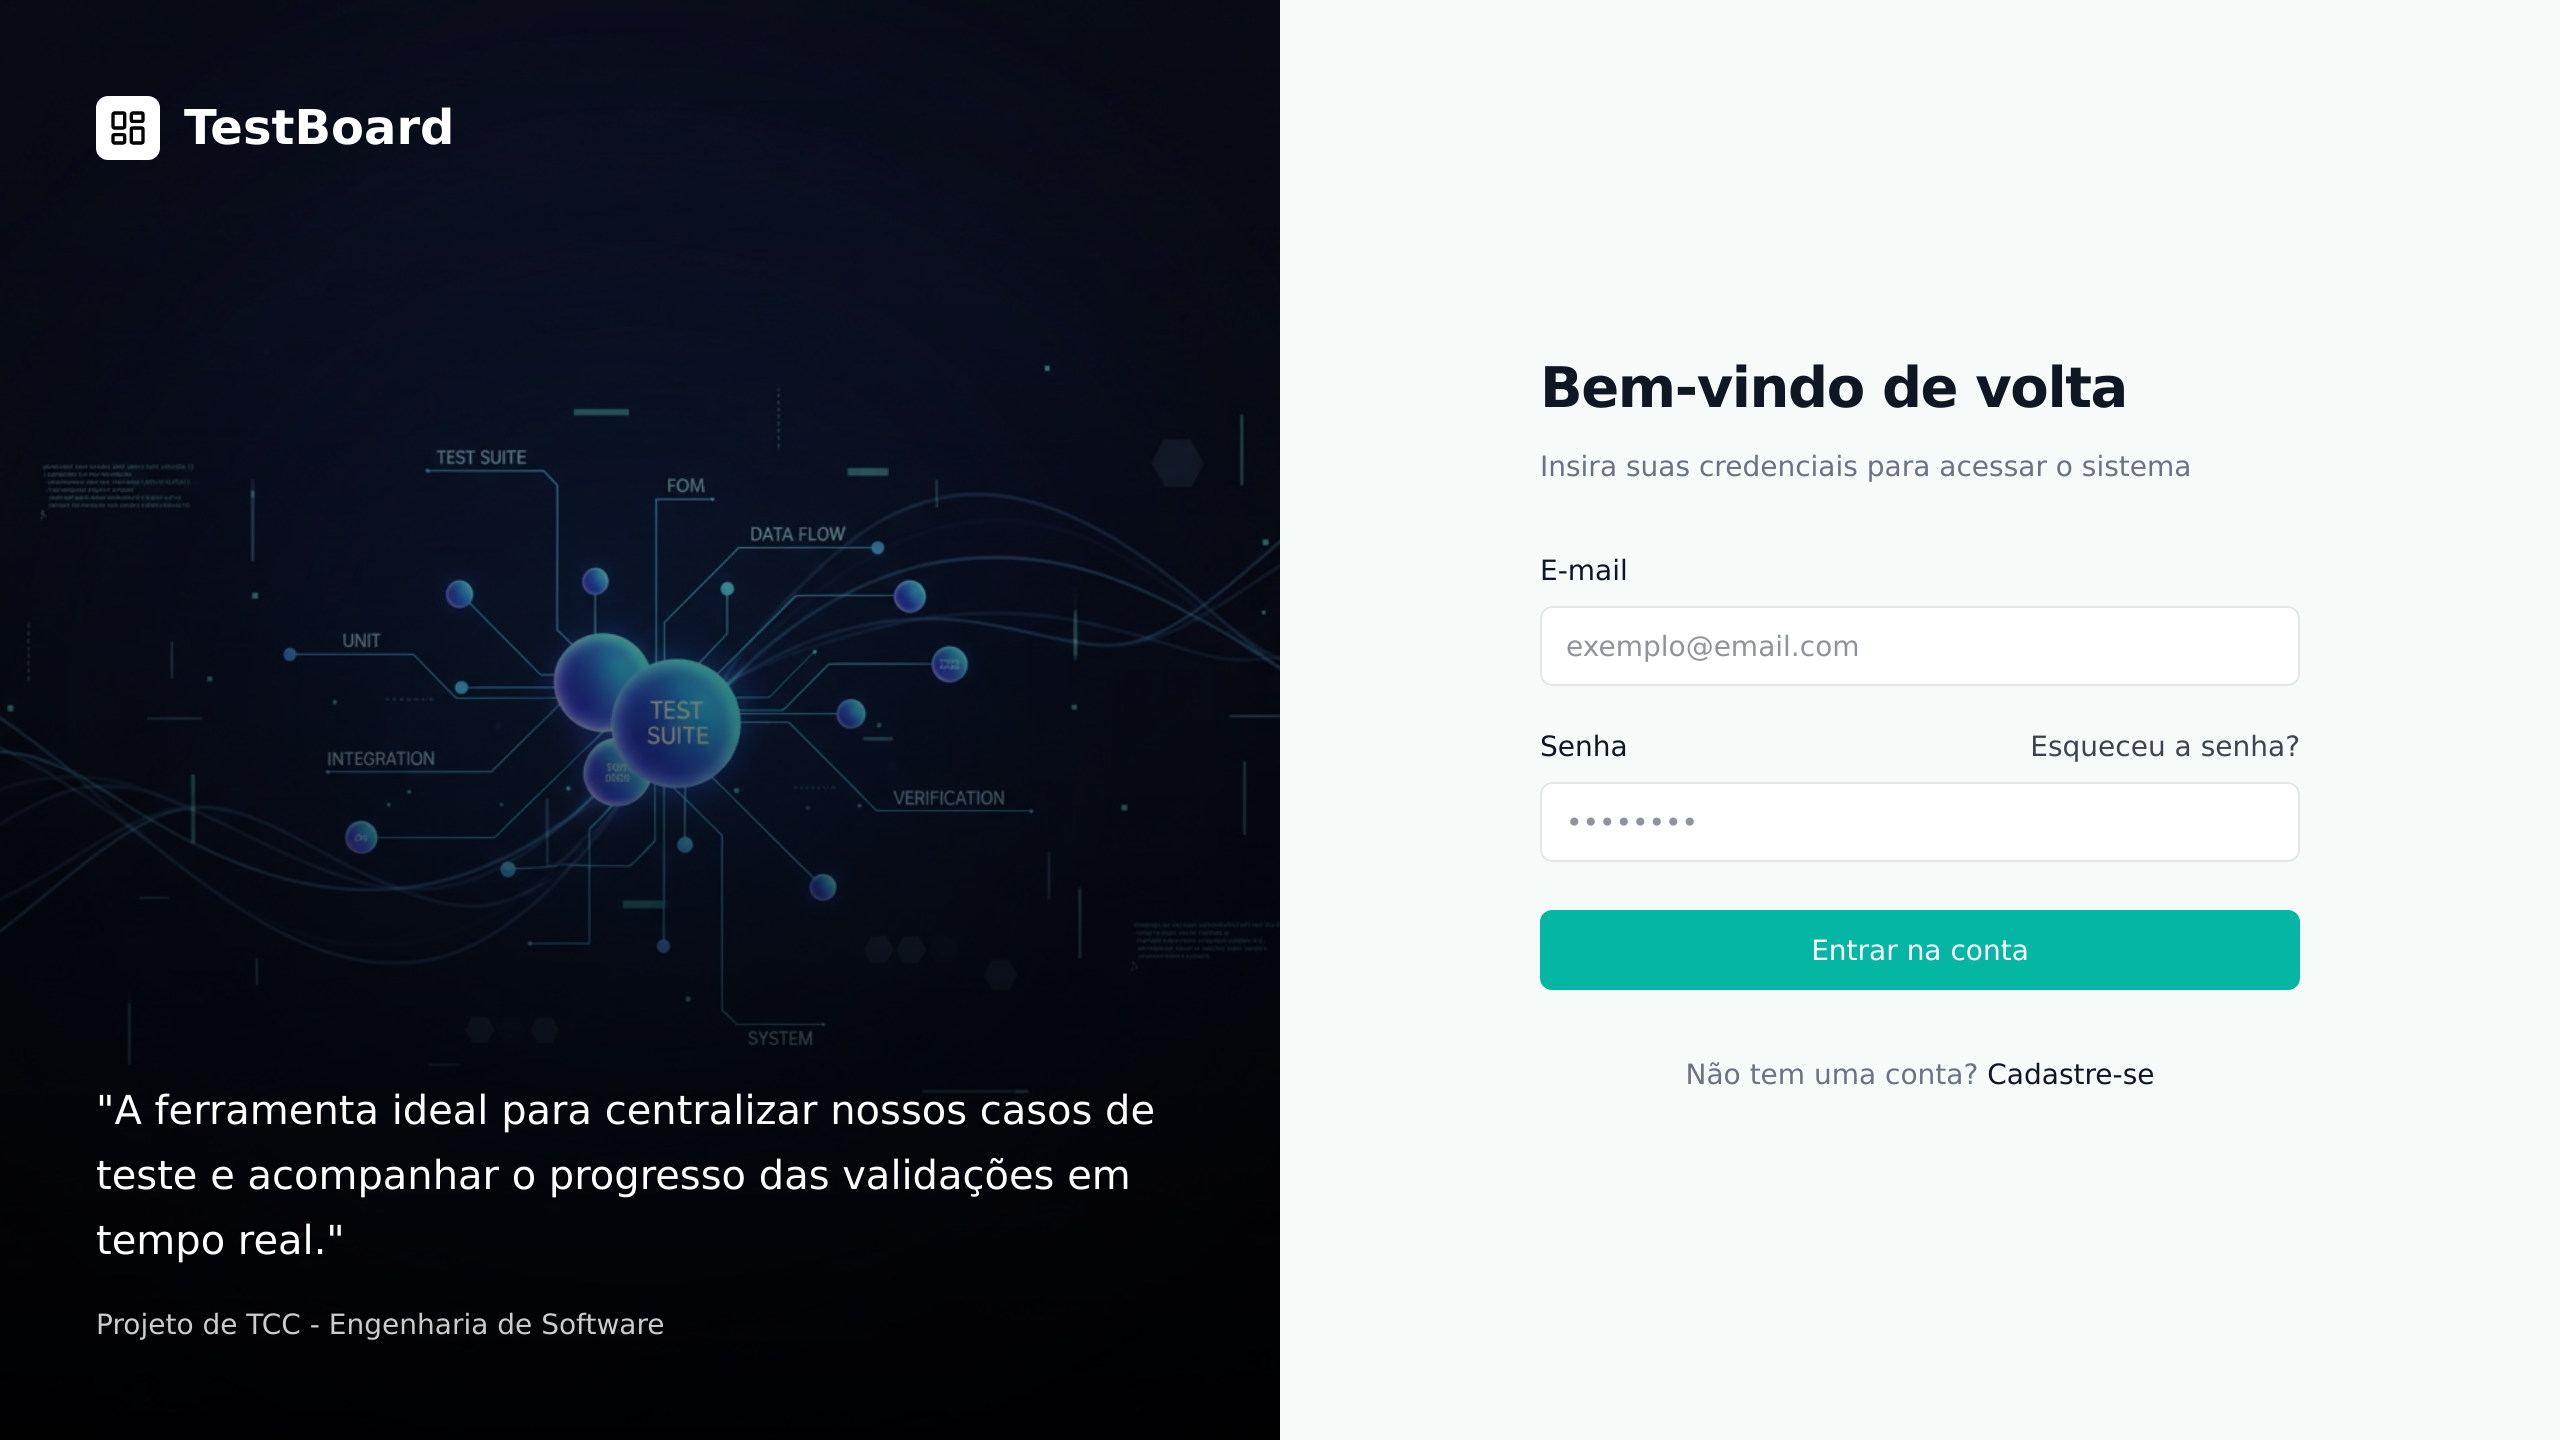 TestBoard
TEST SUITE
FOM
DATA FLOW
UNIT
TEST
SUITE
INTEGRATION
VERIFICATION
SYSTEM
"A ferramenta ideal para centralizar nossos casos de
teste e acompanhar o progresso das validações em
tempo real."
Projeto de TCC - Engenharia de Software
Bem-vindo de volta
Insira suas credenciais para acessar o sistema
E-mail
exemplo@email.com
Senha Esqueceu a senha?
••••••••
Entrar na conta
Não tem uma conta? Cadastre-se